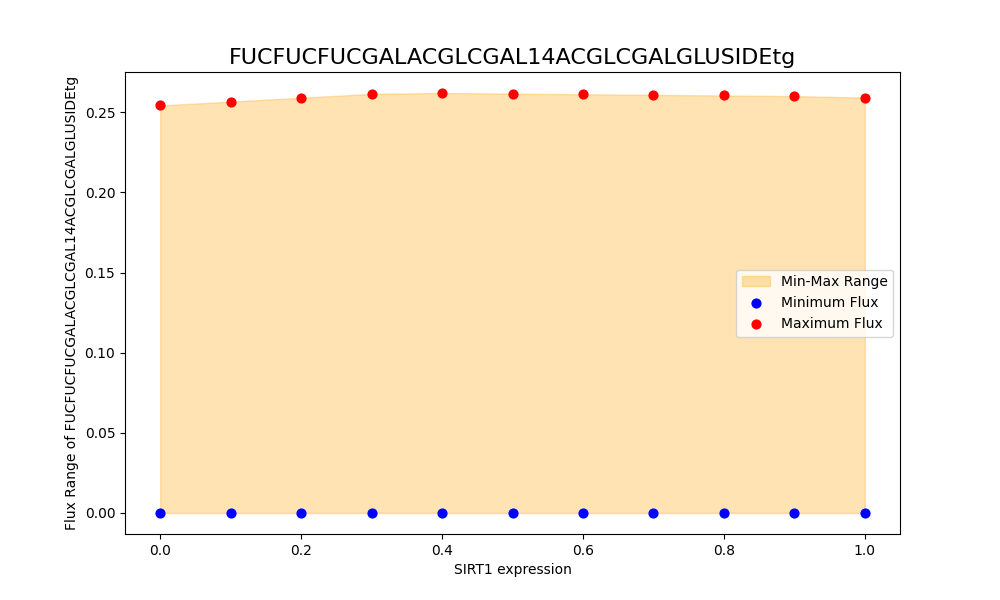 FUCFUCFUCGALACGLCGAL14ACGLCGALGLUSIDEtg
Flux Range of FUCFUCFUCGALACGLCGAL14ACGLCGALGLUSIDEtg
0.25
0.20
0.15
0.10
0.05
0.00
Min-Max Range
Minimum Flux
Maximum Flux
0.0 0.2 0.4 0.6 0.8 1.0
SIRT1 expression